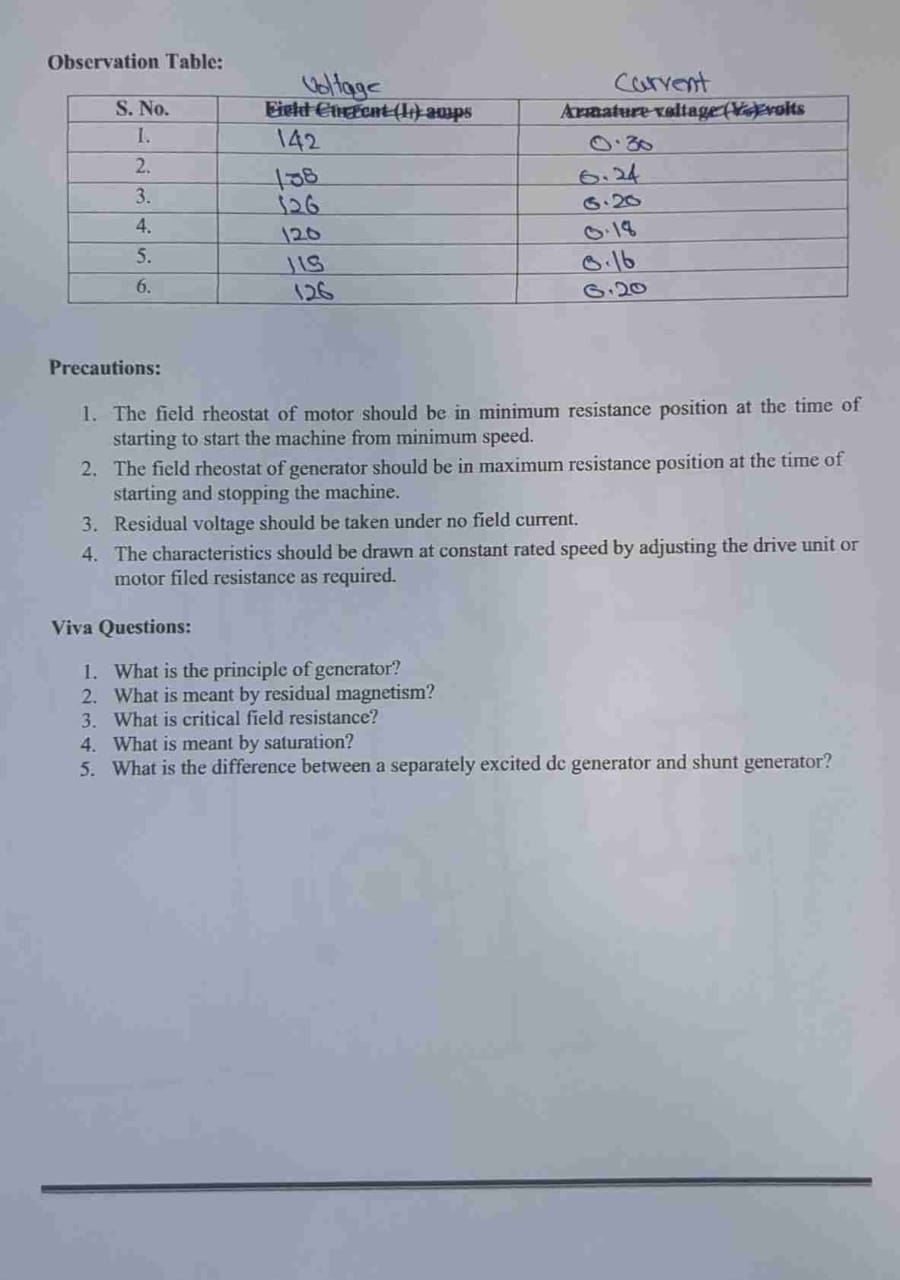 Observation Table:
Voltage Current
S. No. Field Current (If) amps Armature voltage (Vo) volts
1. 142 0.30
2. 138 0.24
3. 126 0.20
4. 120 0.18
5. 0.16
6. 126 0.20
Precautions:
1. The field rheostat of motor should be in minimum resistance position at the time of
starting to start the machine from minimum speed.
2. The field rheostat of generator should be in maximum resistance position at the time of
starting and stopping the machine.
3. Residual voltage should be taken under no field current.
4. The characteristics should be drawn at constant rated speed by adjusting the drive unit or
motor filed resistance as required.
Viva Questions:
1. What is the principle of generator?
2. What is meant by residual magnetism?
3. What is critical field resistance?
4. What is meant by saturation?
5. What is the difference between a separately excited dc generator and shunt generator?